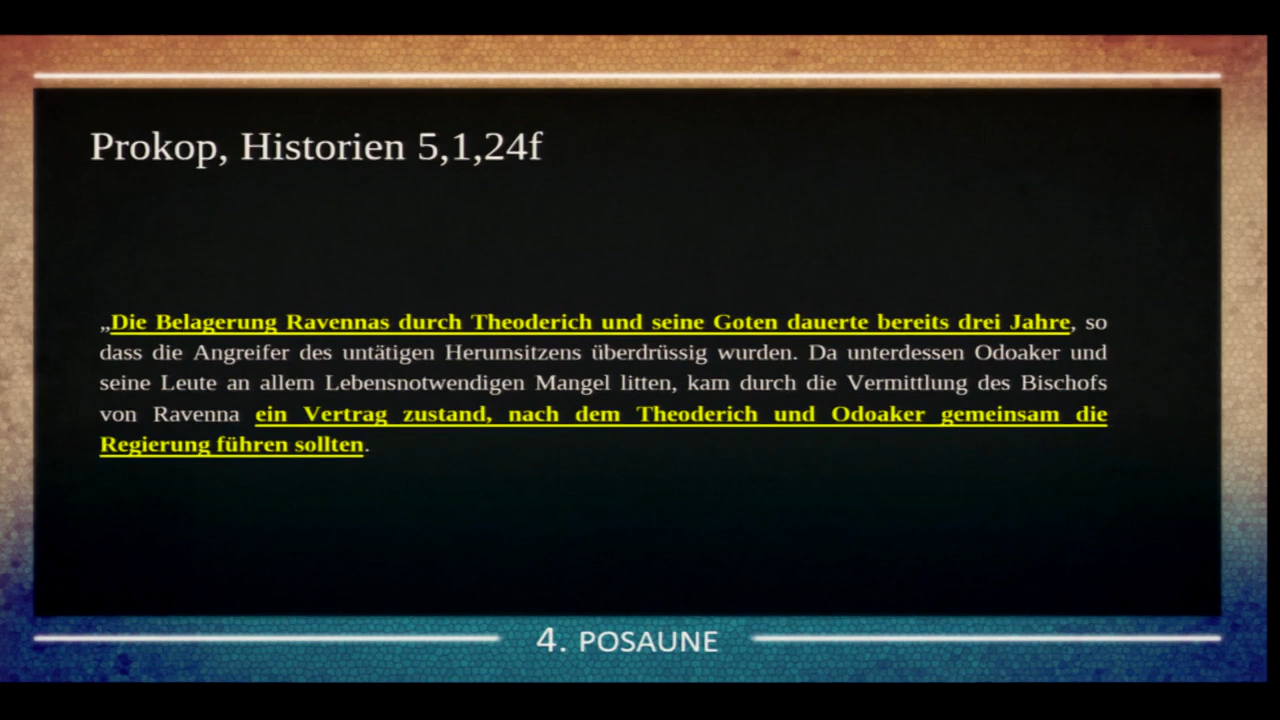 Prokop, Historien 5,1,24f
„Die Belagerung Ravennas durch Theoderich und seine Goten dauerte bereits drei Jahre, so
dass die Angreifer des untätigen Herumsitzens überdrüssig wurden. Da unterdessen Odoaker und
seine Leute an allem Lebensnotwendigen Mangel litten, kam durch die Vermittlung des Bischofs
von Ravenna ein Vertrag zustand, nach dem Theoderich und Odoaker gemeinsam die
Regierung führen sollten.
4. POSAUNE